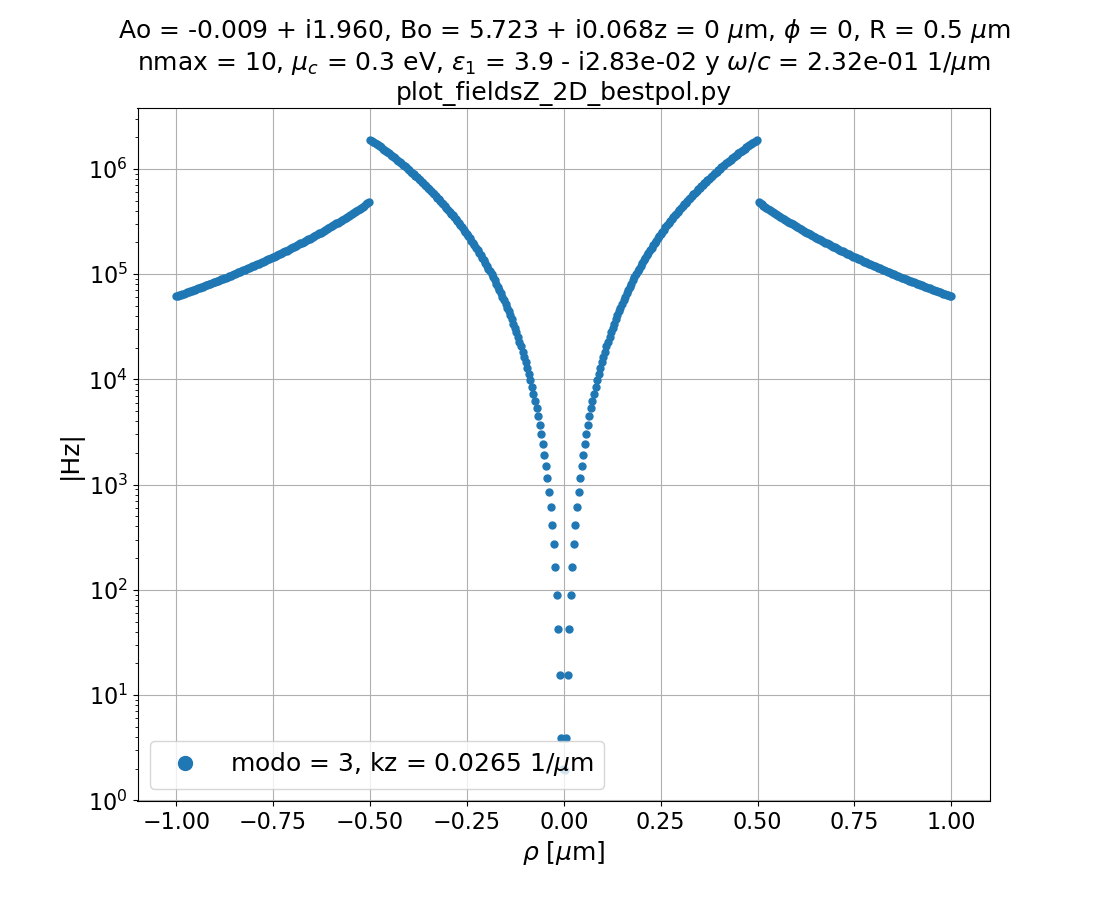 Ao = -0.009 + i1.960, Bo = 5.723 + i0.068z = 0 μm, ϕ = 0, R = 0.5 μm
nmax = 10, μ_c = 0.3 eV, ε_1 = 3.9 - i2.83e-02 y ω/c = 2.32e-01 1/μm
plot_fieldsZ_2D_bestpol.py
|Hz|
10^6
10^5
10^4
10^3
10^2
10^1
10^0
modo = 3, kz = 0.0265 1/μm
−1.00 −0.75 −0.50 −0.25 0.00 0.25 0.50 0.75 1.00
ρ [μm]